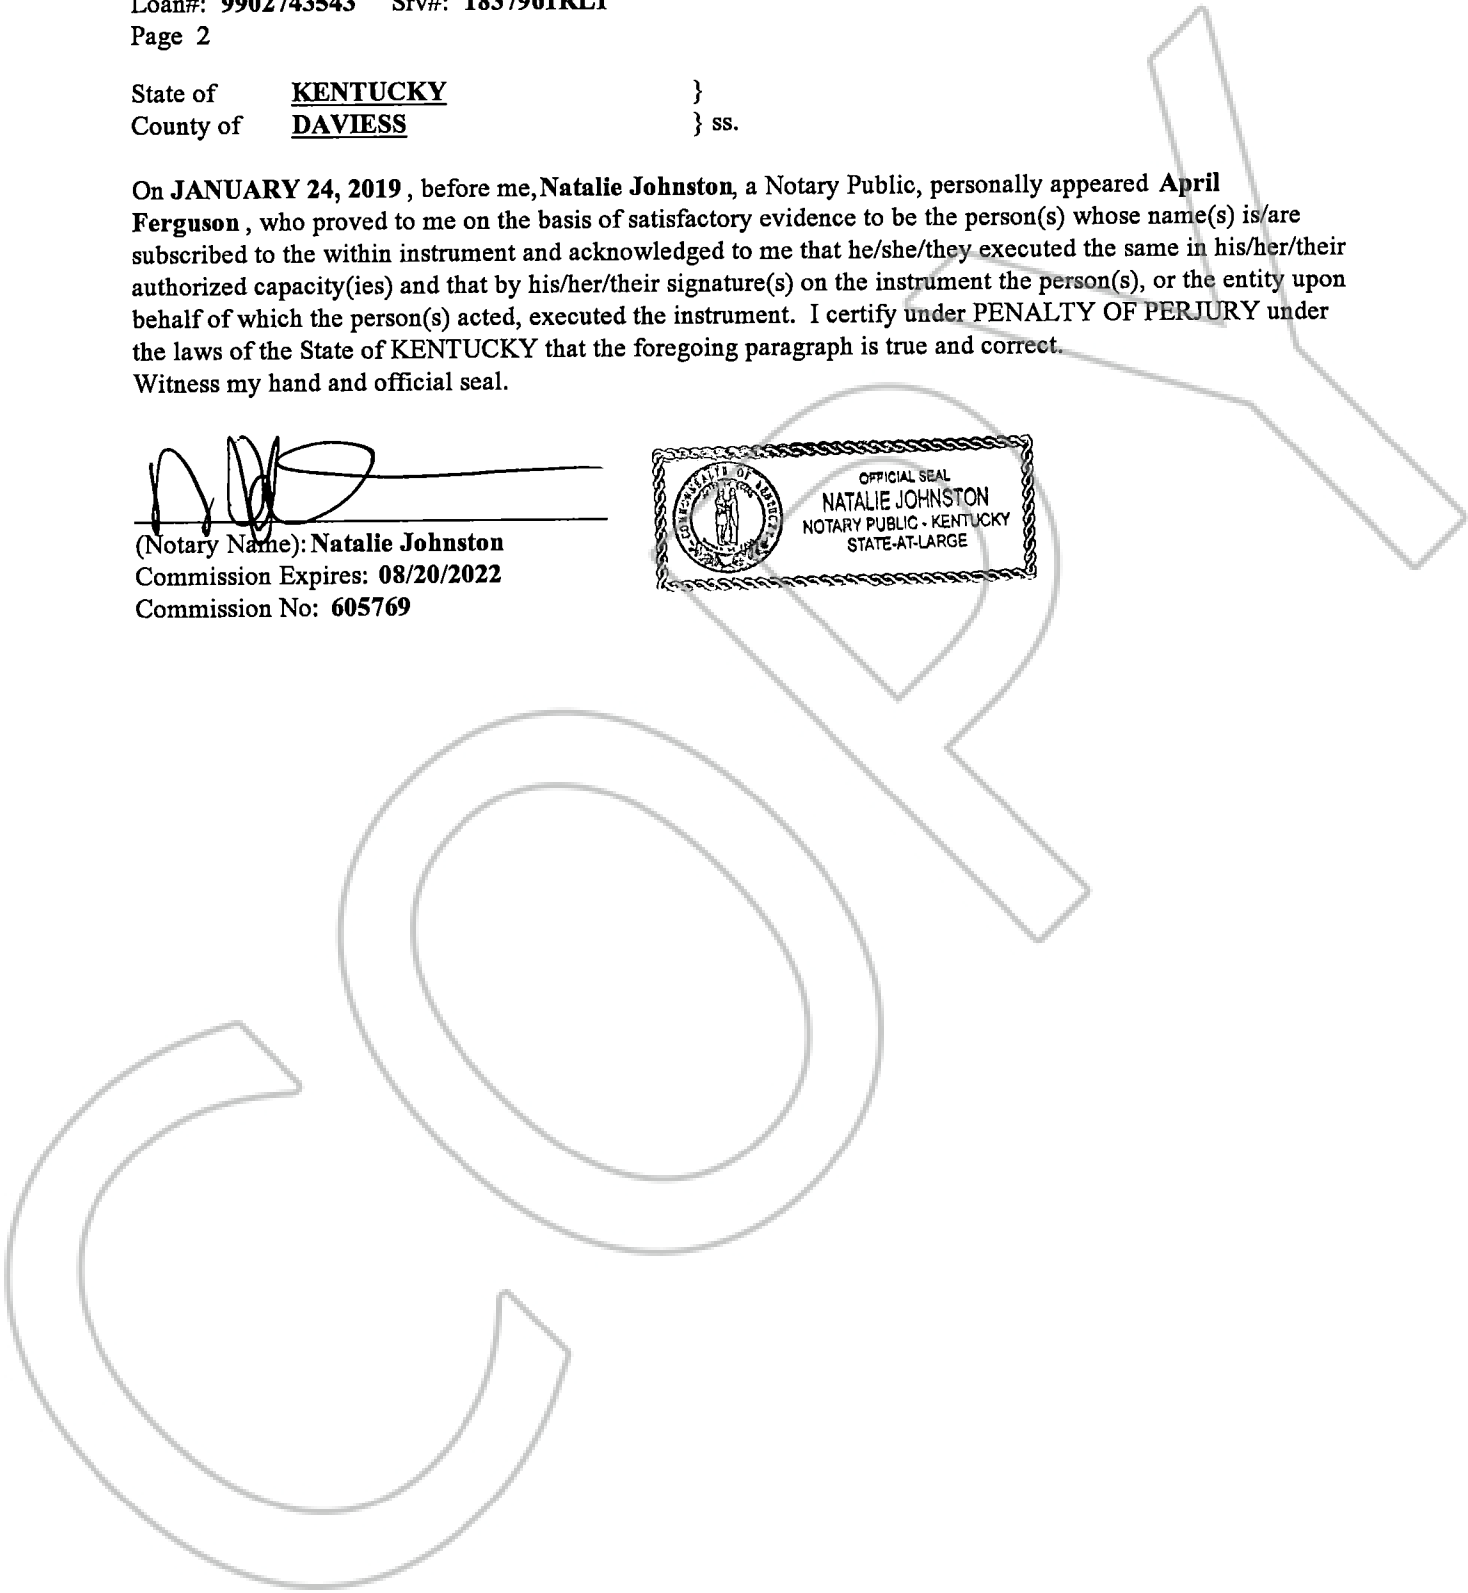 Loan#: 9902743543 Srv#: 1837961REL1
Page 2
State of KENTUCKY }
County of DAVIESS } ss.
On JANUARY 24, 2019 , before me, Natalie Johnston, a Notary Public, personally appeared April
Ferguson , who proved to me on the basis of satisfactory evidence to be the person(s) whose name(s) is/are
subscribed to the within instrument and acknowledged to me that he/she/they executed the same in his/her/their
authorized capacity(ies) and that by his/her/their signature(s) on the instrument the person(s), or the entity upon
behalf of which the person(s) acted, executed the instrument. I certify under PENALTY OF PERJURY under
the laws of the State of KENTUCKY that the foregoing paragraph is true and correct.
Witness my hand and official seal.
OFFICIAL SEAL
NATALIE JOHNSTON
NOTARY PUBLIC - KENTUCKY
STATE-AT-LARGE
COMMONWEALTH OF KENTUCKY
(Notary Name): Natalie Johnston
Commission Expires: 08/20/2022
Commission No: 605769
COPY